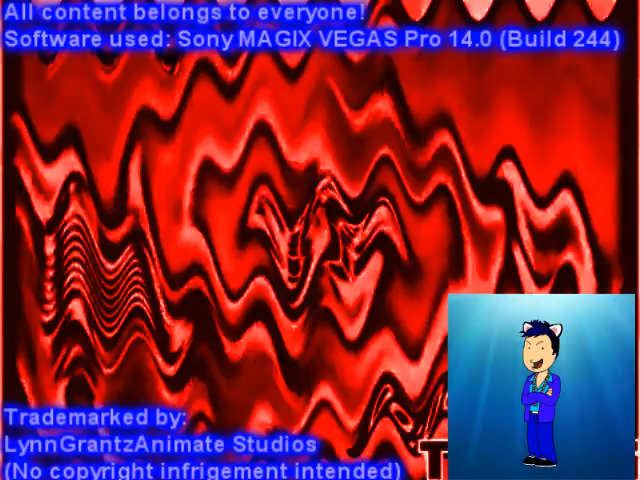 All content belongs to everyone!
Software used: Sony MAGIX VEGAS Pro 14.0 (Build 244)
Trademarked by:
LynnGrantzAnimate Studios
(No copyright infrigement intended)